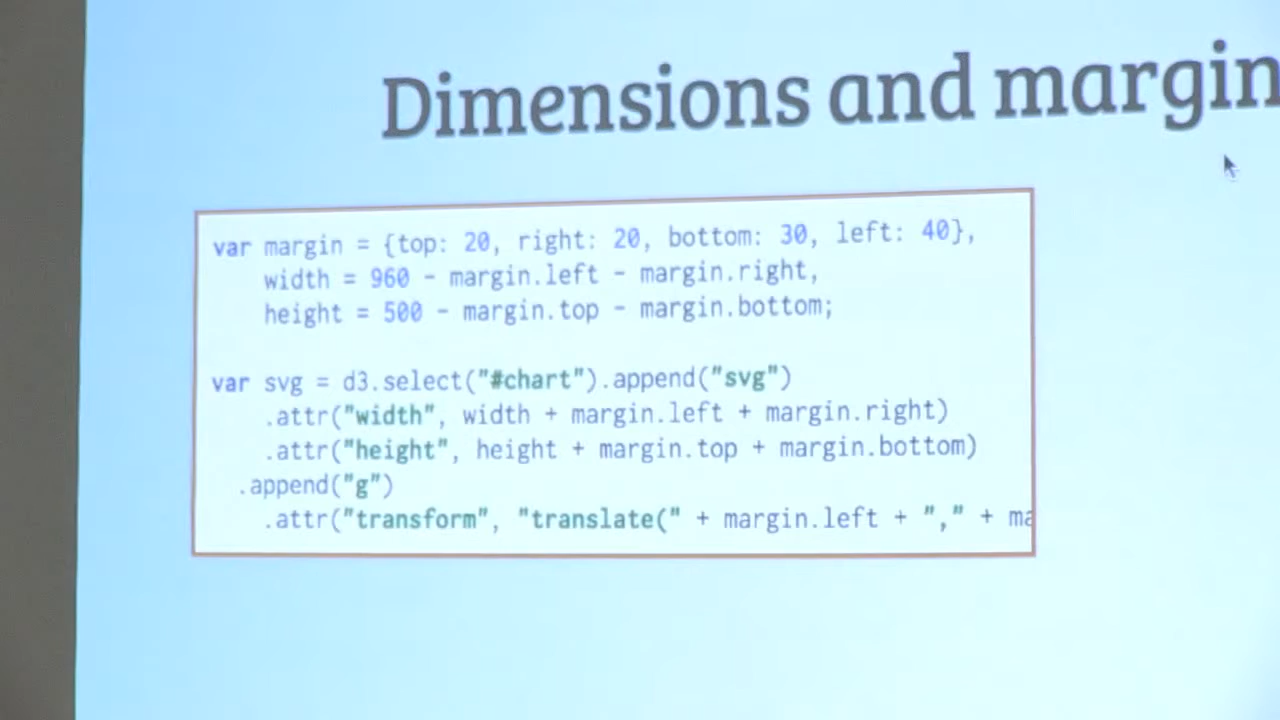 Dimensions and margin
var margin = {top: 20, right: 20, bottom: 30, left: 40},
width = 960 - margin.left - margin.right,
height = 500 - margin.top - margin.bottom;
var svg = d3.select("#chart").append("svg")
.attr("width", width + margin.left + margin.right)
.attr("height", height + margin.top + margin.bottom)
.append("g")
.attr("transform", "translate(" + margin.left + "," + ma